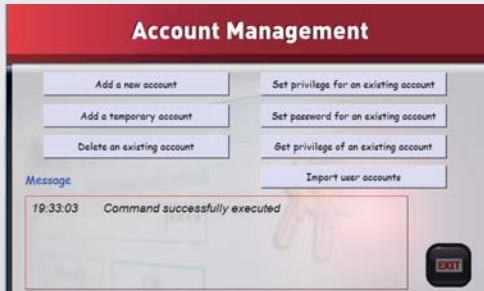 Account Management
Add a new account
Set privilege for an existing account
Add a temporary account
Set password for an existing account
Delete an existing account
Get privilege of an existing account
Message
Import user accounts
19:33:03 Command successfully executed
EXIT